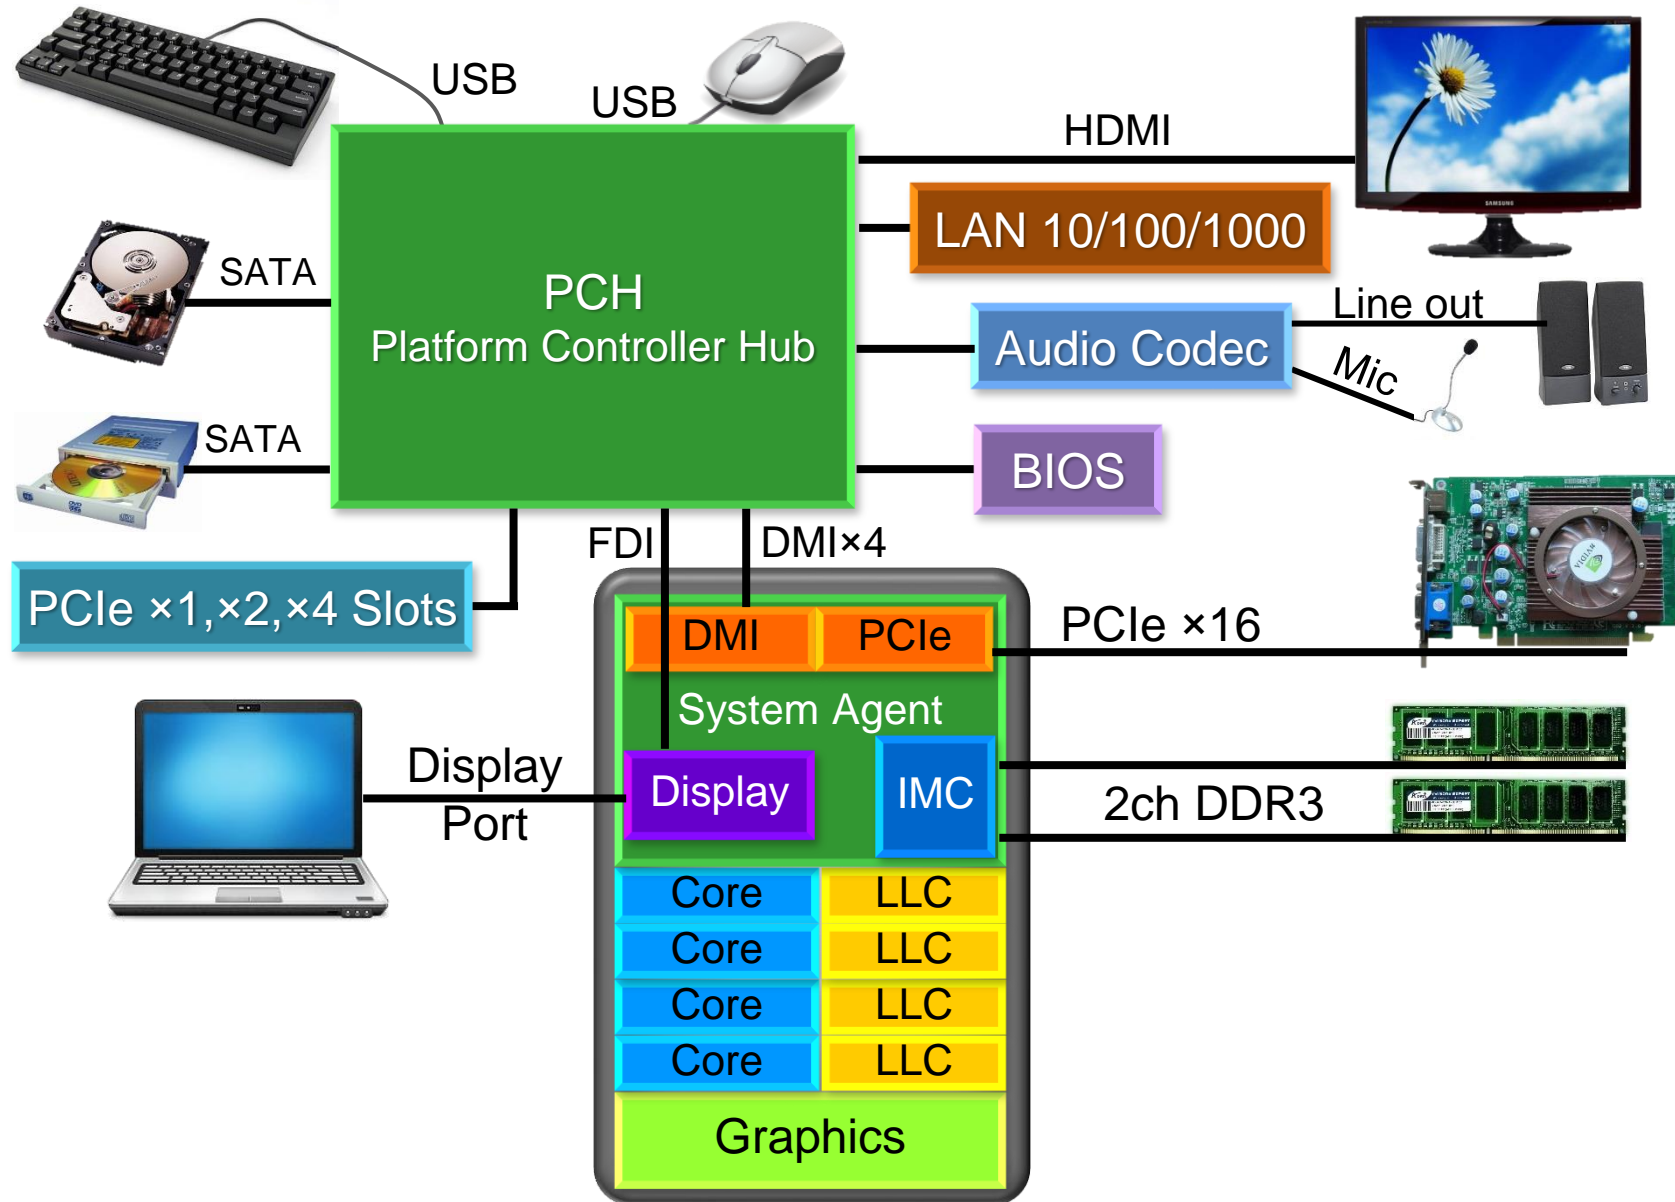 USB
USB
HDMI
LAN 10/100/1000
SAMSUNG
SATA
PCH
Platform Controller Hub
Line out
Audio Codec
Mic
SATA
BIOS
FDI
DMI×4
NVIDIA
PCIe ×1,×2,×4 Slots
DMI
PCIe
PCIe ×16
System Agent
Display
Port
Display
IMC
2ch DDR3
Core
LLC
Core
LLC
Core
LLC
Core
LLC
Graphics